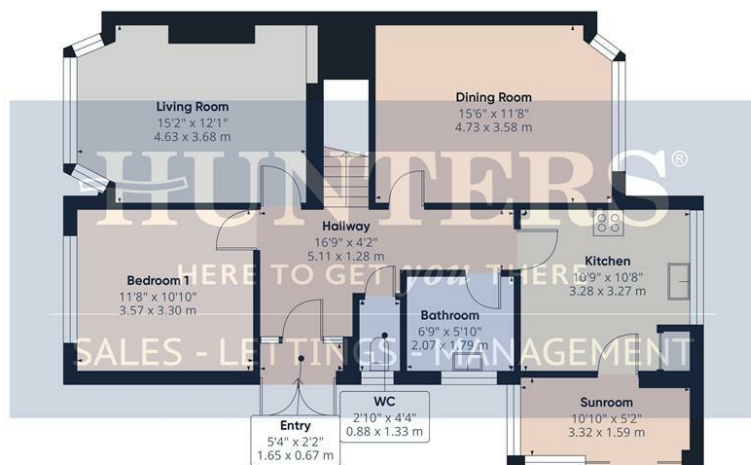 Living Room
15'2" x 12'1"
4.63 x 3.68 m
Dining Room
15'6" x 11'8"
4.73 x 3.58 m
HUNTERS®
HERE TO GET you THERE
SALES - LETTINGS - MANAGEMENT
Hallway
16'9" x 4'2"
5.11 x 1.28 m
Bedroom 1
11'8" x 10'10"
3.57 x 3.30 m
Kitchen
10'9" x 10'8"
3.28 x 3.27 m
Bathroom
6'9" x 5'10"
2.07 x 1.79 m
WC
2'10" x 4'4"
0.88 x 1.33 m
Entry
5'4" x 2'2"
1.65 x 0.67 m
Sunroom
10'10" x 5'2"
3.32 x 1.59 m